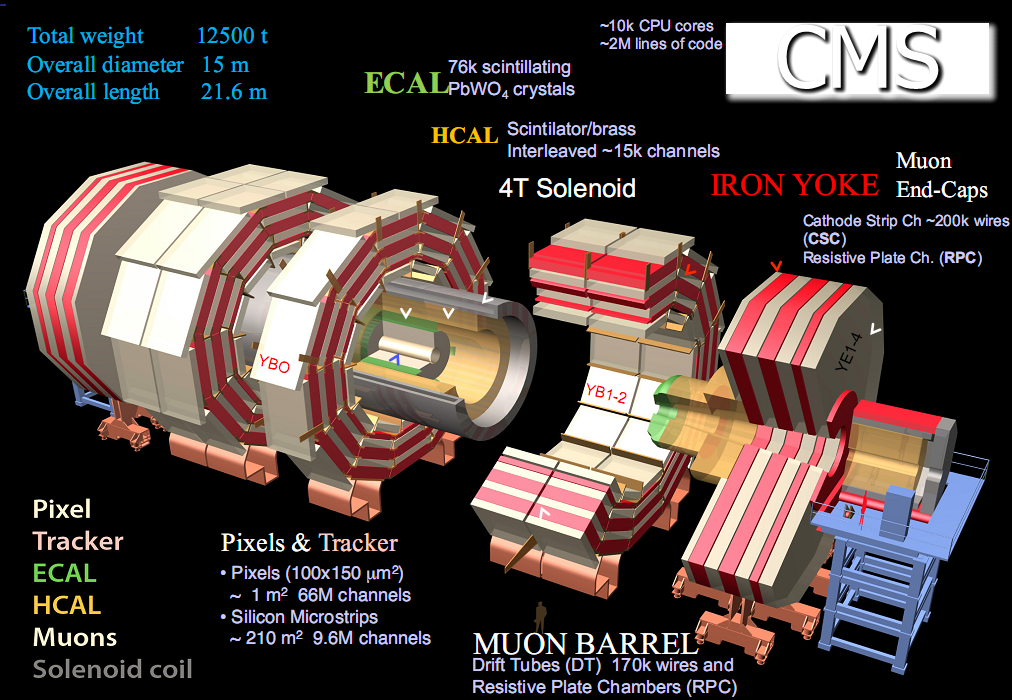 Total weight 12500 t
Overall diameter 15 m
Overall length 21.6 m
~10k CPU cores
~2M lines of code
CMS
ECAL 76k scintillating
PbWO4 crystals
HCAL Scintilator/brass
Interleaved ~15k channels
4T Solenoid
IRON YOKE
Muon
End-Caps
Cathode Strip Ch ~200k wires
(CSC)
Resistive Plate Ch. (RPC)
YBO
YB1-2
YE1-4
Pixel
Tracker
ECAL
HCAL
Muons
Solenoid coil
Pixels & Tracker
• Pixels (100x150 μm²)
~ 1 m² 66M channels
• Silicon Microstrips
~ 210 m² 9.6M channels
MUON BARREL
Drift Tubes (DT) 170k wires and
Resistive Plate Chambers (RPC)